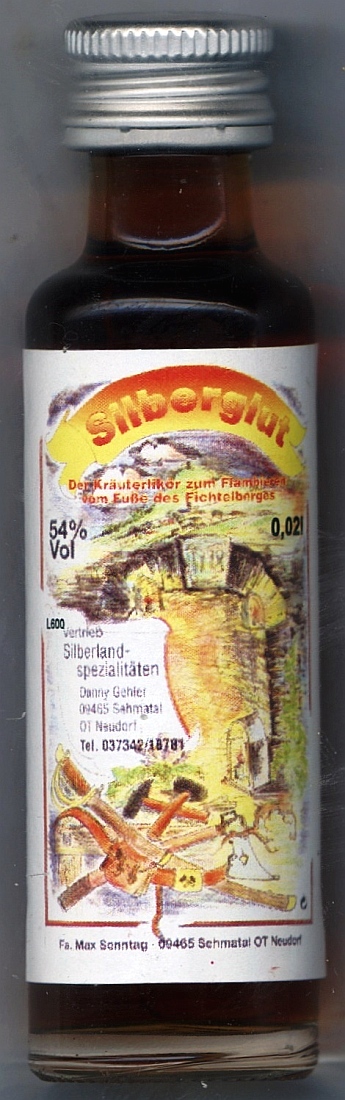 Silberglut
Der Kräuterlikör zum Flambieren
vom Fuße des Fichtelberges
54%
Vol
0,02l
L600
Vertrieb
Silberland-
spezialitäten
Danny Gehler
09465 Sehmatal
OT Neudorf
Tel. 037342/16781
Fa. Max Sonntag · 09465 Sehmatal OT Neudorf